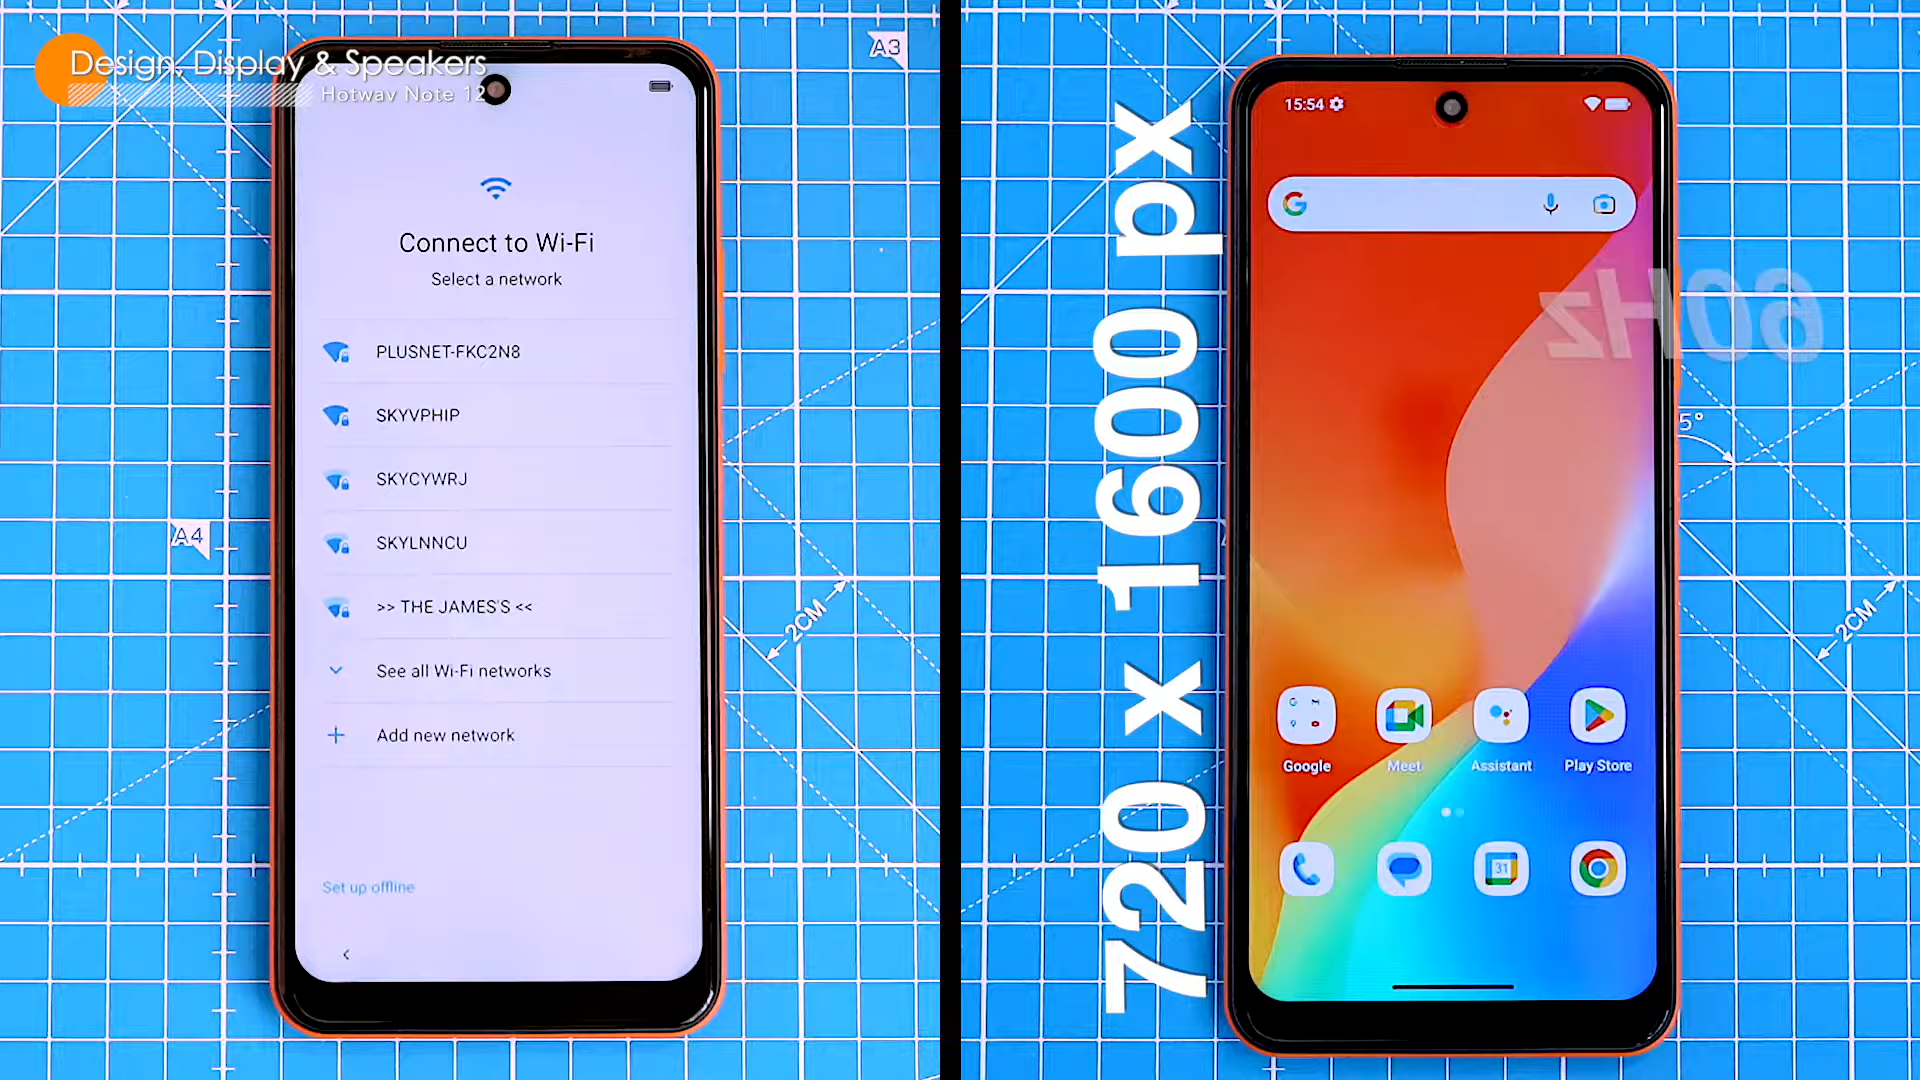 Design, Display & Speakers
Hotwav Note 12
A3
A4
2CM
Connect to Wi-Fi
Select a network
PLUSNET-FKC2N8
SKYVPHIP
SKYCYWRJ
SKYLNNCU
>> THE JAMES'S <<
See all Wi-Fi networks
Add new network
Set up offline
720 x 1600 px
60Hz
15:54
Google
Meet
Assistant
Play Store
31
5°
2CM